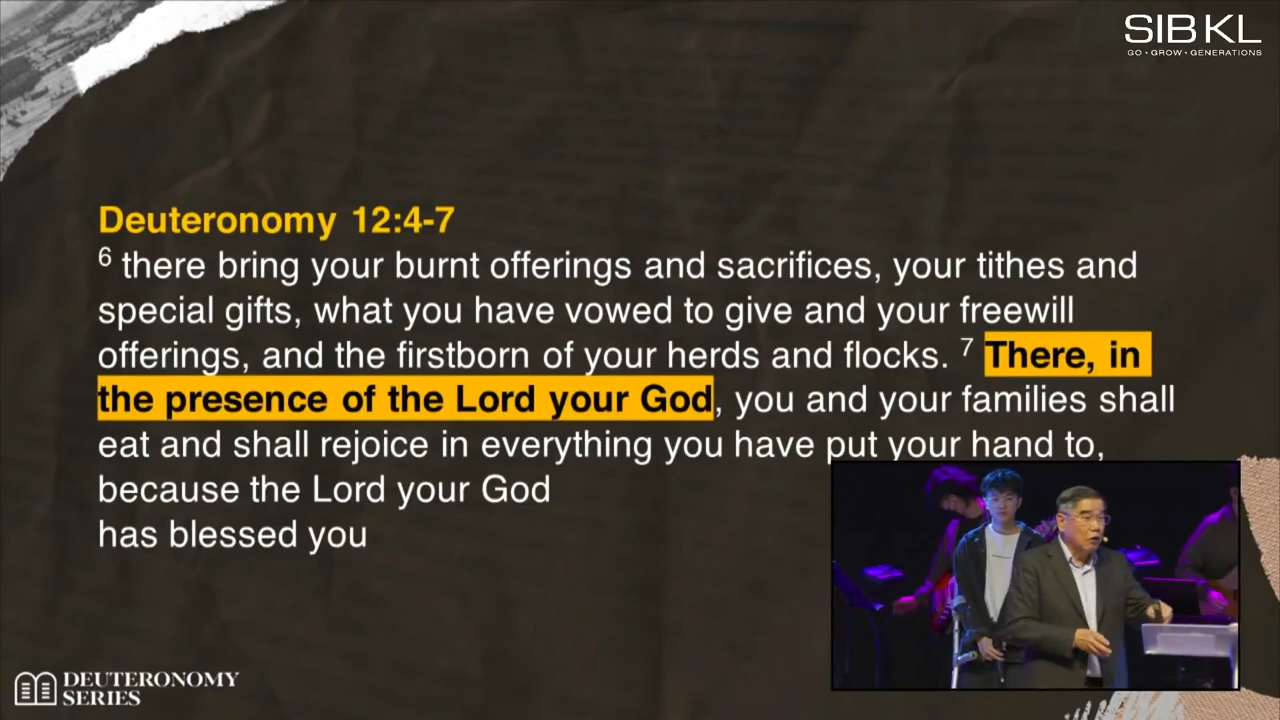 SIBKL
GO • GROW • GENERATIONS
Deuteronomy 12:4-7
6 there bring your burnt offerings and sacrifices, your tithes and
special gifts, what you have vowed to give and your freewill
offerings, and the firstborn of your herds and flocks. 7 There, in
the presence of the Lord your God, you and your families shall
eat and shall rejoice in everything you have put your hand to,
because the Lord your God
has blessed you
DEUTERONOMY
SERIES